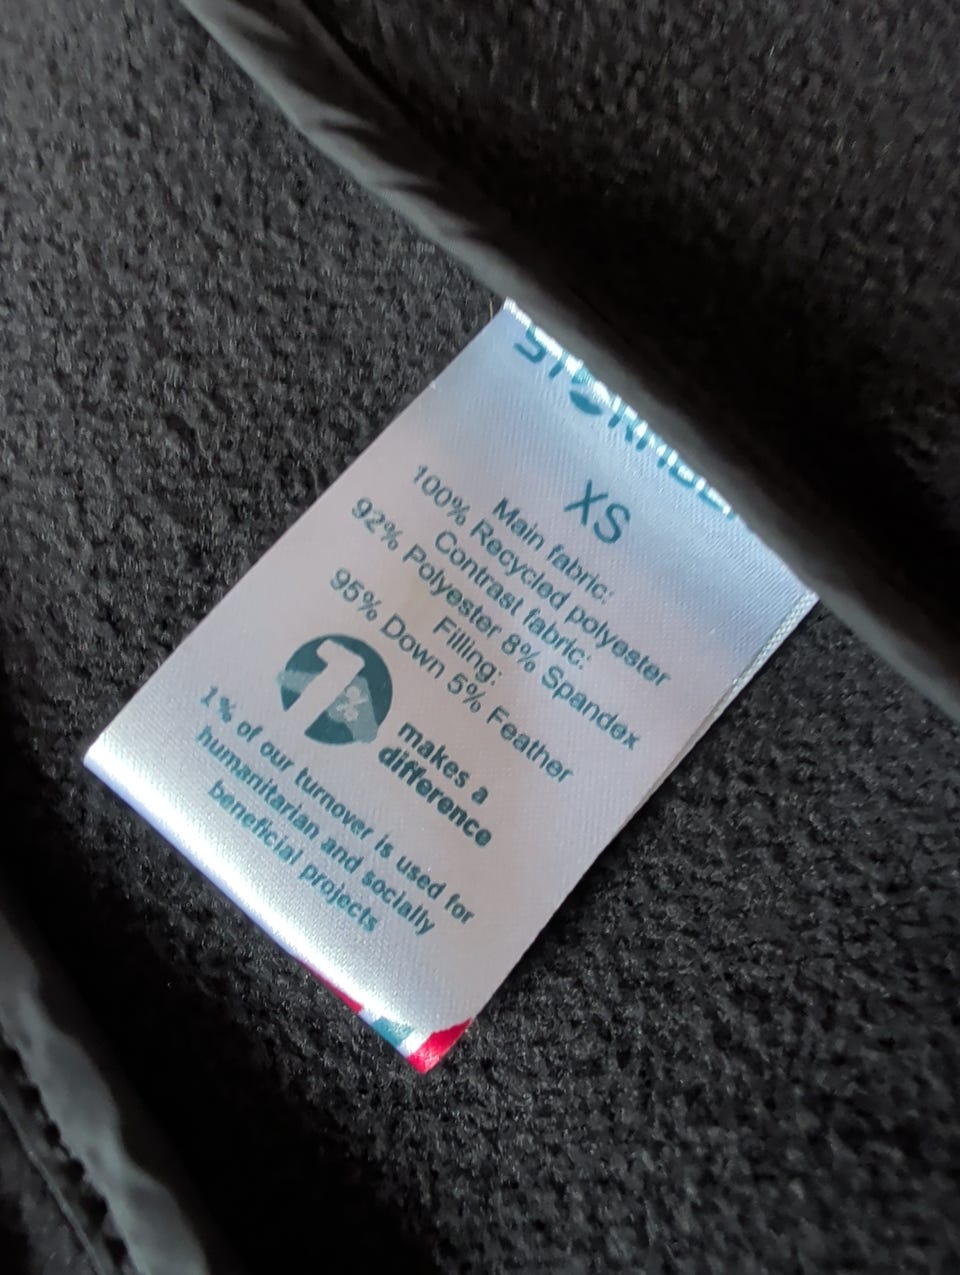 XS
Main fabric:
100% Recycled polyester
Contrast fabric:
92% Polyester 8% Spandex
Filling:
95% Down 5% Feather
1%
makes a
difference
1% of our turnover is used for
humanitarian and socially
beneficial projects